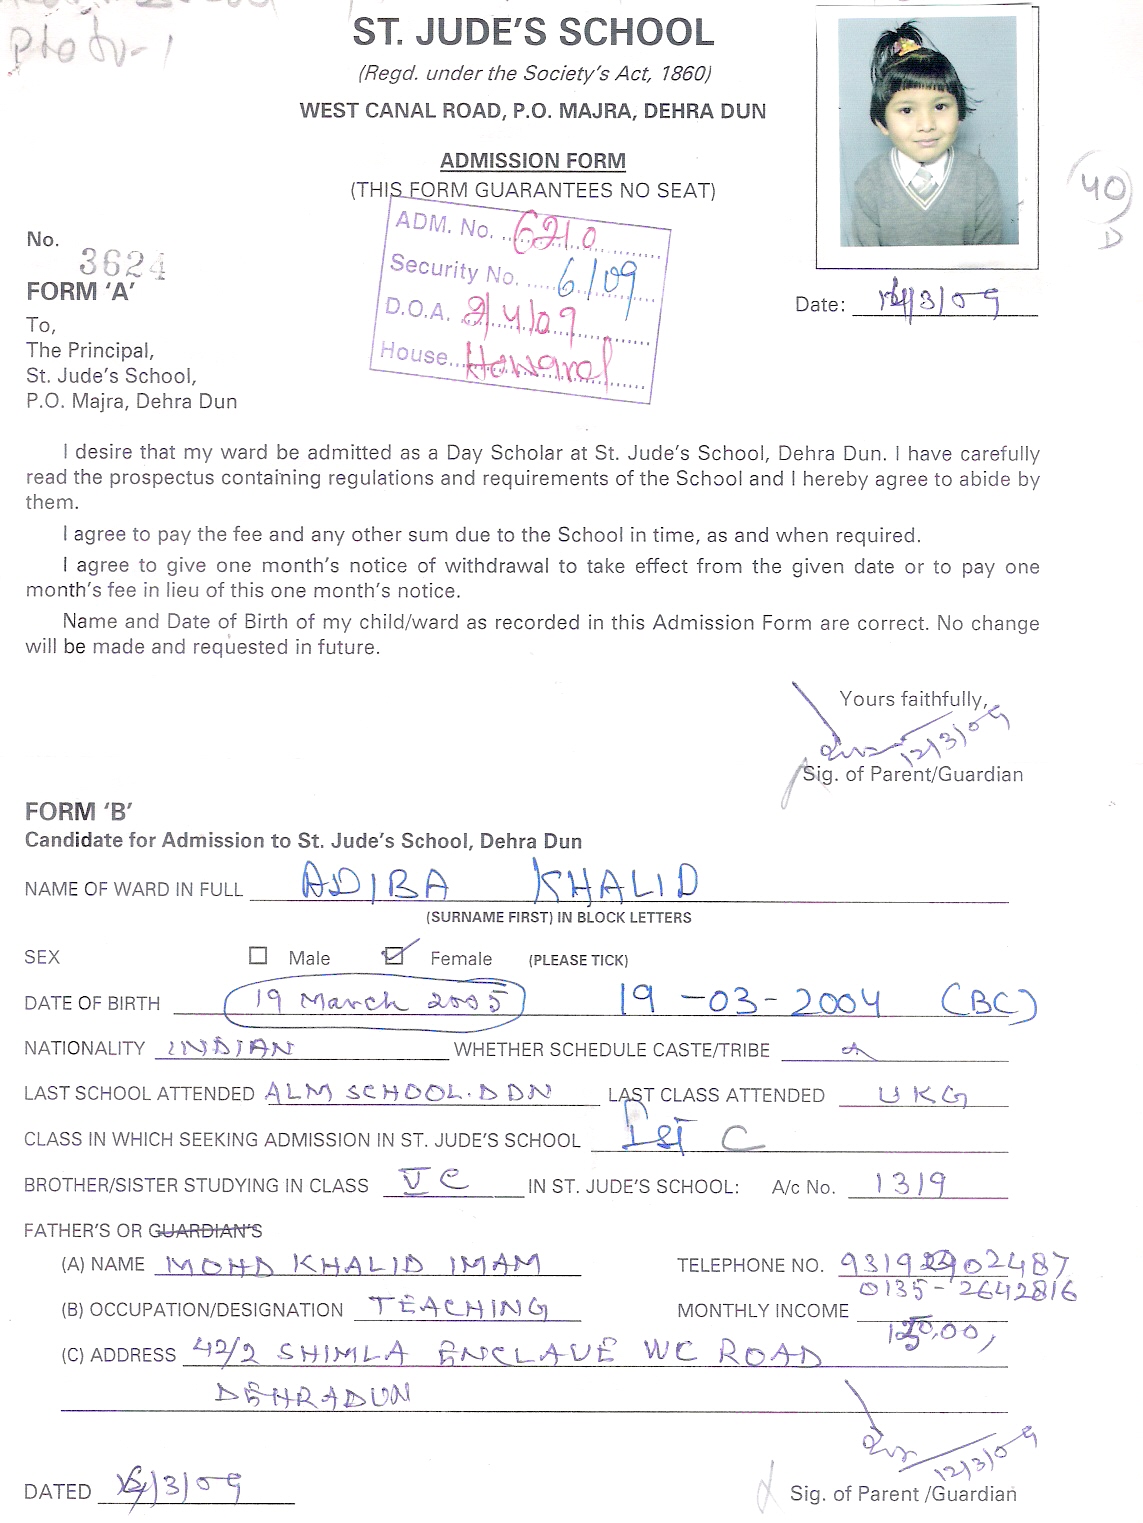 Photo-1
ST. JUDE'S SCHOOL
(Regd. under the Society's Act, 1860)
WEST CANAL ROAD, P.O. MAJRA, DEHRA DUN
ADMISSION FORM
(THIS FORM GUARANTEES NO SEAT)
40
D
ADM. No. 6210
Security No. 6/09
D.O.A. 2/4/09
House Howard
No. 3624
FORM 'A'
Date: 12/3/09
To,
The Principal,
St. Jude's School,
P.O. Majra, Dehra Dun
I desire that my ward be admitted as a Day Scholar at St. Jude's School, Dehra Dun. I have carefully
read the prospectus containing regulations and requirements of the School and I hereby agree to abide by
them.
I agree to pay the fee and any other sum due to the School in time, as and when required.
I agree to give one month's notice of withdrawal to take effect from the given date or to pay one
month's fee in lieu of this one month's notice.
Name and Date of Birth of my child/ward as recorded in this Admission Form are correct. No change
will be made and requested in future.
Yours faithfully,
12/3/09
Sig. of Parent/Guardian
FORM 'B'
Candidate for Admission to St. Jude's School, Dehra Dun
NAME OF WARD IN FULL ADIBA KHALID
(SURNAME FIRST) IN BLOCK LETTERS
SEX Male Female (PLEASE TICK)
DATE OF BIRTH 19 March 2005 19-03-2004 (BC)
NATIONALITY INDIAN WHETHER SCHEDULE CASTE/TRIBE
LAST SCHOOL ATTENDED ALM SCHOOL. DDN LAST CLASS ATTENDED UKG
CLASS IN WHICH SEEKING ADMISSION IN ST. JUDE'S SCHOOL Ist C
BROTHER/SISTER STUDYING IN CLASS V C IN ST. JUDE'S SCHOOL: A/c No. 1319
FATHER'S OR GUARDIAN'S
(A) NAME MOHD KHALID IMAM TELEPHONE NO. 931902487
0135-2642816
(B) OCCUPATION/DESIGNATION TEACHING MONTHLY INCOME
(C) ADDRESS 42/2 SHIMLA ENCLAVE WC ROAD
DEHRADUN
12/3/09
DATED 12/3/09
Sig. of Parent /Guardian